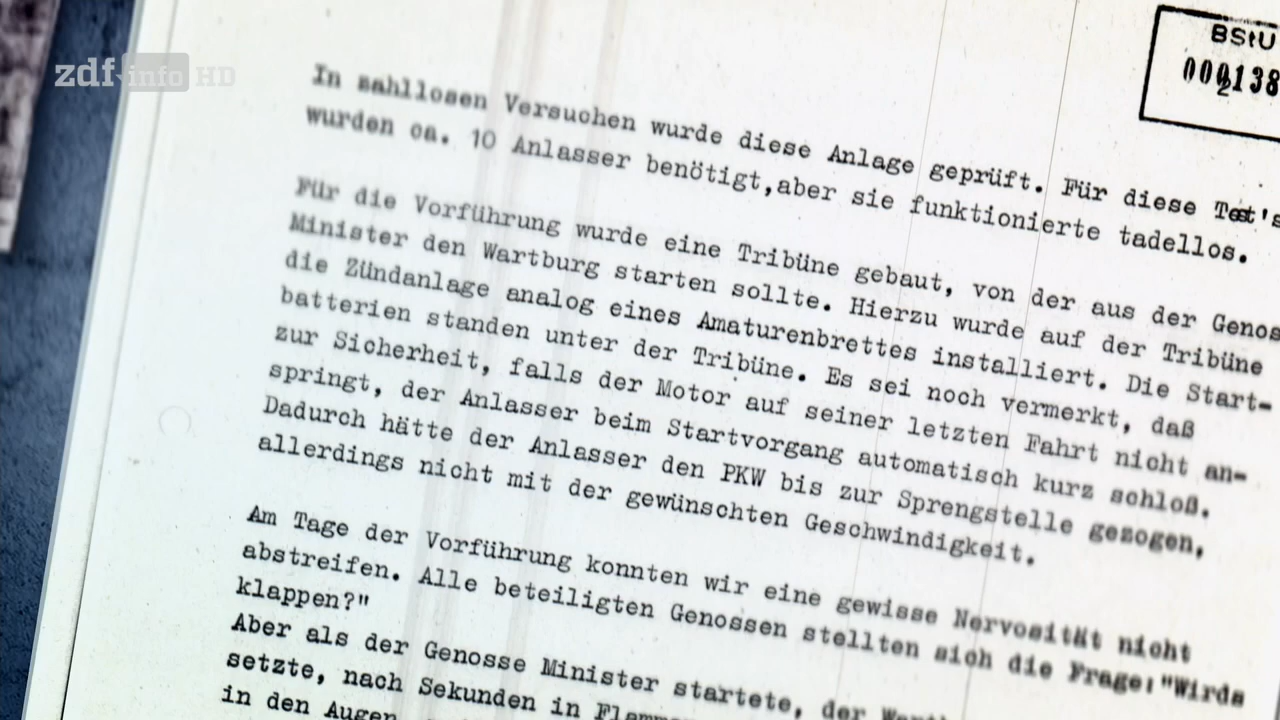 zdf info HD
BStU
000138
2
In zahllosen Versuchen wurde diese Anlage geprüft. Für diese Test's
wurden ca. 10 Anlasser benötigt,aber sie funktionierte tadellos.
Für die Vorführung wurde eine Tribüne gebaut, von der aus der Genos
Minister den Wartburg starten sollte. Hierzu wurde auf der Tribüne
die Zündanlage analog eines Amaturenbrettes installiert. Die Start-
batterien standen unter der Tribüne. Es sei noch vermerkt, daß
zur Sicherheit, falls der Motor auf seiner letzten Fahrt nicht an-
springt, der Anlasser beim Startvorgang automatisch kurz schloß.
Dadurch hätte der Anlasser den PKW bis zur Sprengstelle gezogen,
allerdings nicht mit der gewünschten Geschwindigkeit.
Am Tage der Vorführung konnten wir eine gewisse Nervosität nicht
abstreifen. Alle beteiligten Genossen stellten sich die Frage:"Wirds
klappen?"
Aber als der Genosse Minister startete, der Wart
setzte, nach Sekunden in Flamm
in den Augen